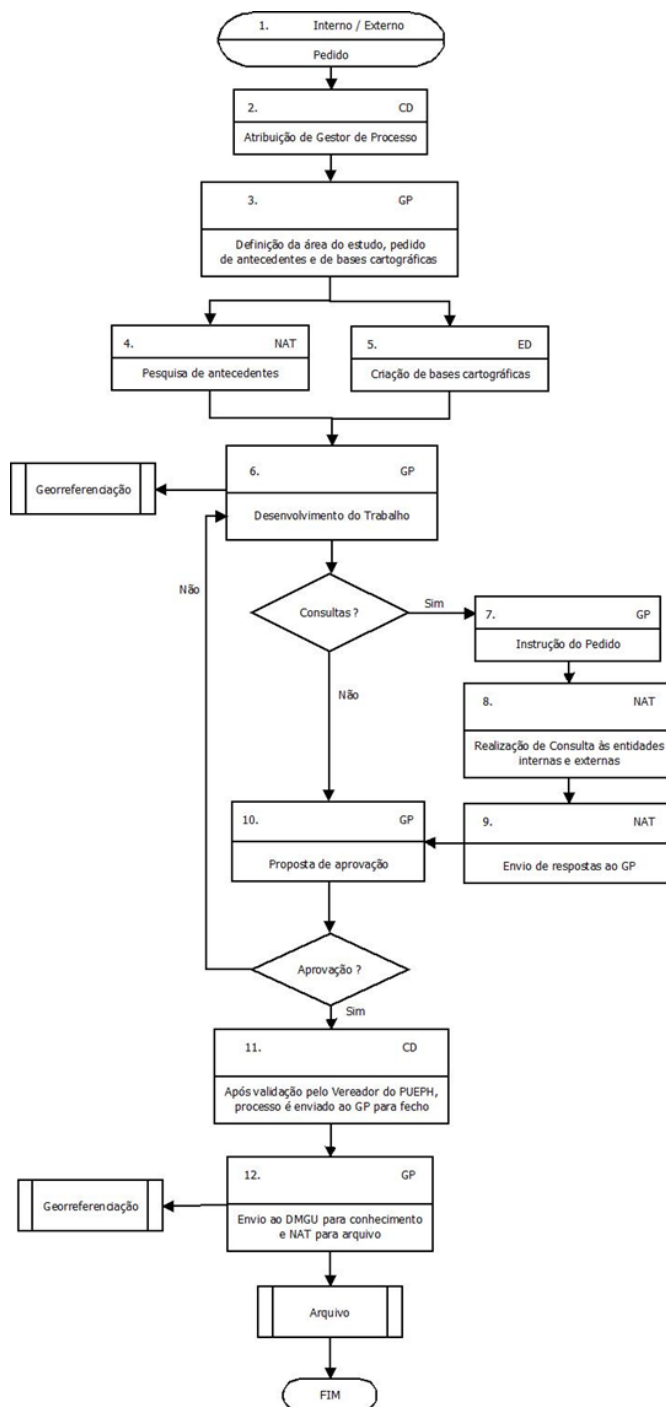 1. Interno / Externo
Pedido
2. CD
Atribuição de Gestor de Processo
3. GP
Definição da área do estudo, pedido
de antecedentes e de bases cartográficas
4. NAT
Pesquisa de antecedentes
5. ED
Criação de bases cartográficas
6. GP
Georreferenciação
Desenvolvimento do Trabalho
Não
Consultas ?
Sim
7. GP
Instrução do Pedido
Não
8. NAT
Realização de Consulta às entidades
internas e externas
10. GP
Proposta de aprovação
9. NAT
Envio de respostas ao GP
Aprovação ?
Sim
11. CD
Após validação pelo Vereador do PUEPH,
processo é enviado ao GP para fecho
12. GP
Georreferenciação
Envio ao DMGU para conhecimento
e NAT para arquivo
Arquivo
FIM